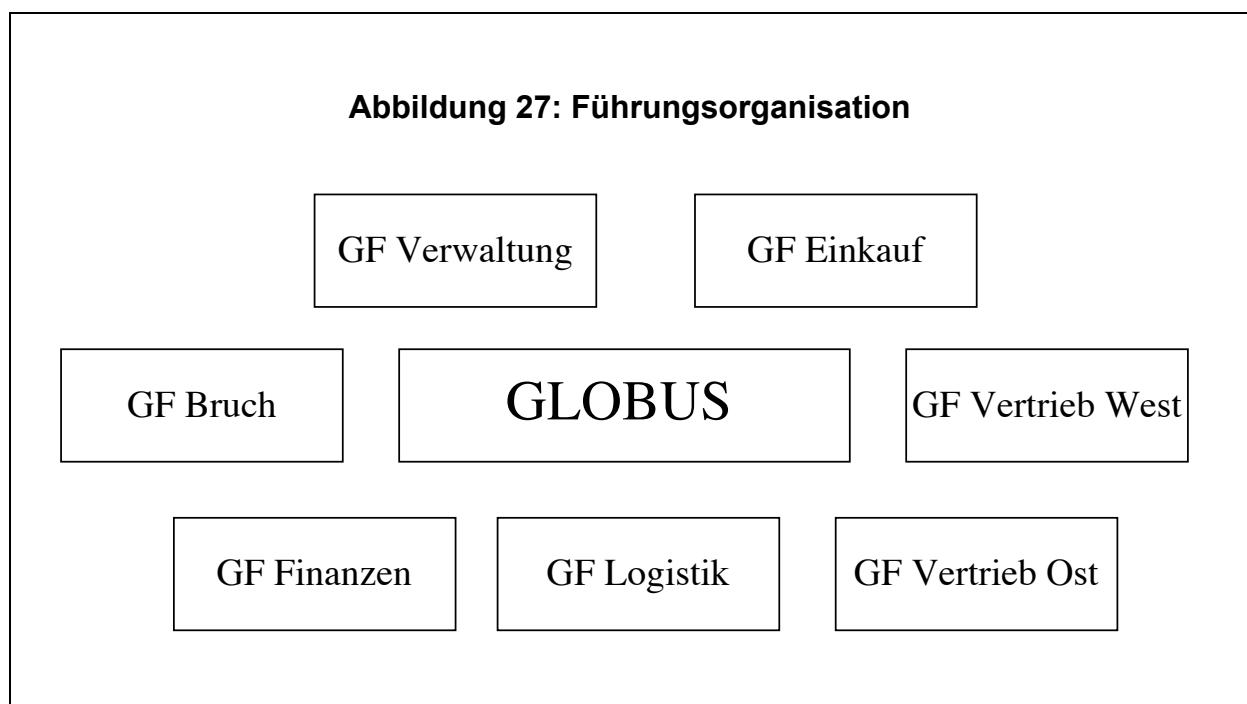 Abbildung 27: Führungsorganisation
GF Verwaltung
GF Einkauf
GF Bruch
GLOBUS
GF Vertrieb West
GF Finanzen
GF Logistik
GF Vertrieb Ost